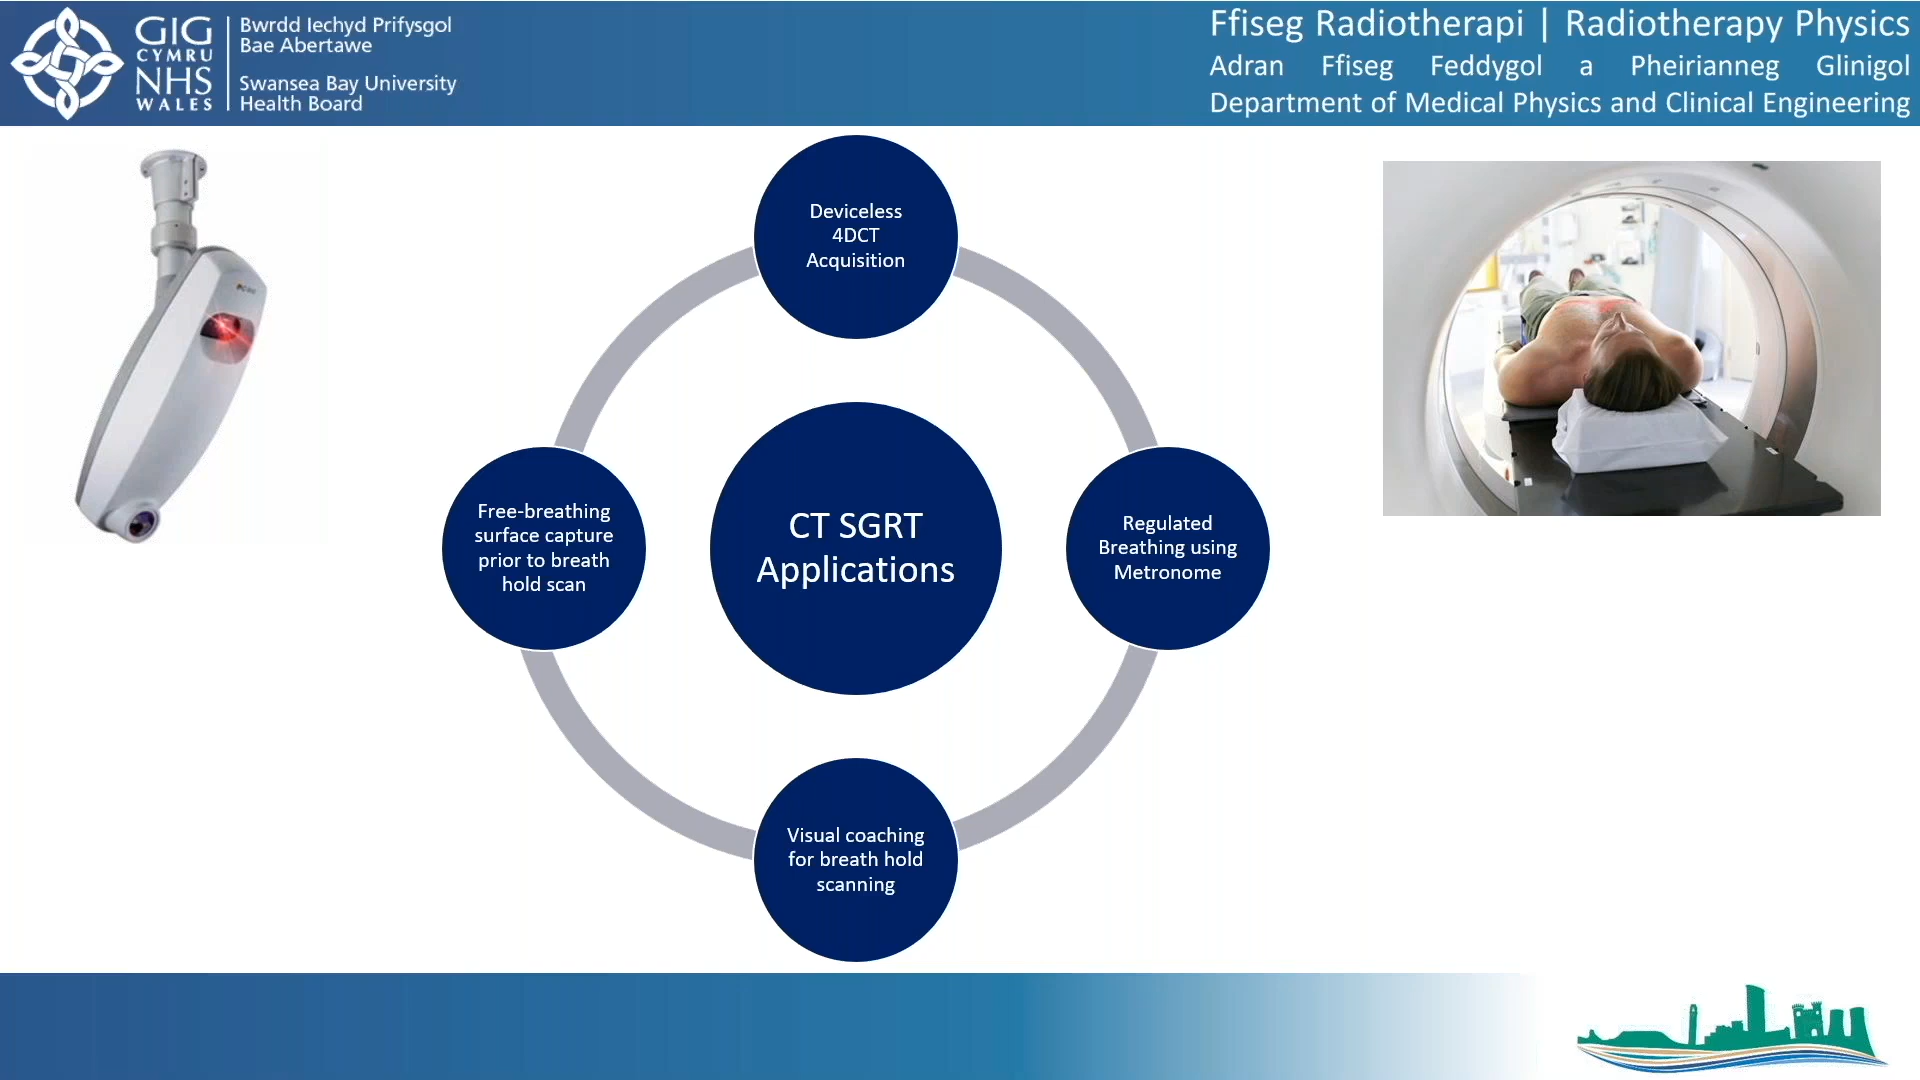 GIG
CYMRU
NHS
WALES
Bwrdd Iechyd Prifysgol
Bae Abertawe
Swansea Bay University
Health Board
Ffiseg Radiotherapi | Radiotherapy Physics
Adran Ffiseg Feddygol a Pheirianneg Glinigol
Department of Medical Physics and Clinical Engineering
Deviceless
4DCT
Acquisition
Free-breathing
surface capture
prior to breath
hold scan
CT SGRT
Applications
Regulated
Breathing using
Metronome
Visual coaching
for breath hold
scanning